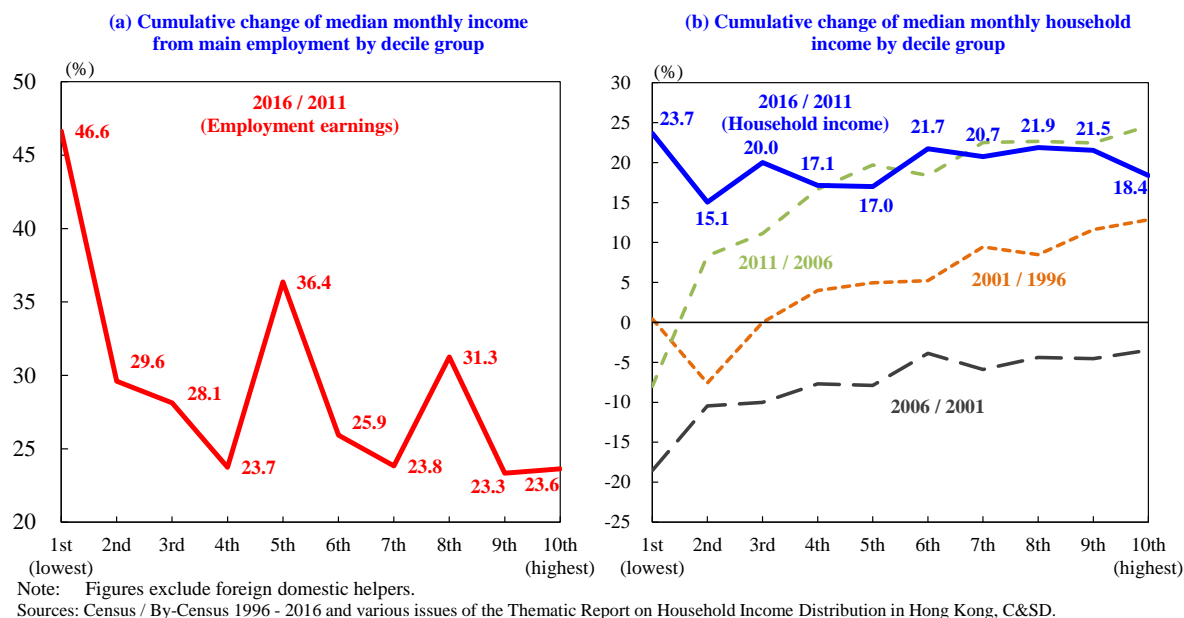 (a) Cumulative change of median monthly income
from main employment by decile group
(%)
50
45
40
35
30
25
20
2016 / 2011
(Employment earnings)
46.6
29.6
28.1
23.7
36.4
25.9
23.8
31.3
23.3
23.6
1st 2nd 3rd 4th 5th 6th 7th 8th 9th 10th
(lowest) (highest)
(b) Cumulative change of median monthly household
income by decile group
(%)
30
25
20
15
10
5
0
-5
-10
-15
-20
-25
2016 / 2011
(Household income)
23.7
15.1
20.0
17.1
17.0
21.7
20.7
21.9
21.5
18.4
2011 / 2006
2001 / 1996
2006 / 2001
1st 2nd 3rd 4th 5th 6th 7th 8th 9th 10th
(lowest) (highest)
Note: Figures exclude foreign domestic helpers.
Sources: Census / By-Census 1996 - 2016 and various issues of the Thematic Report on Household Income Distribution in Hong Kong, C&SD.